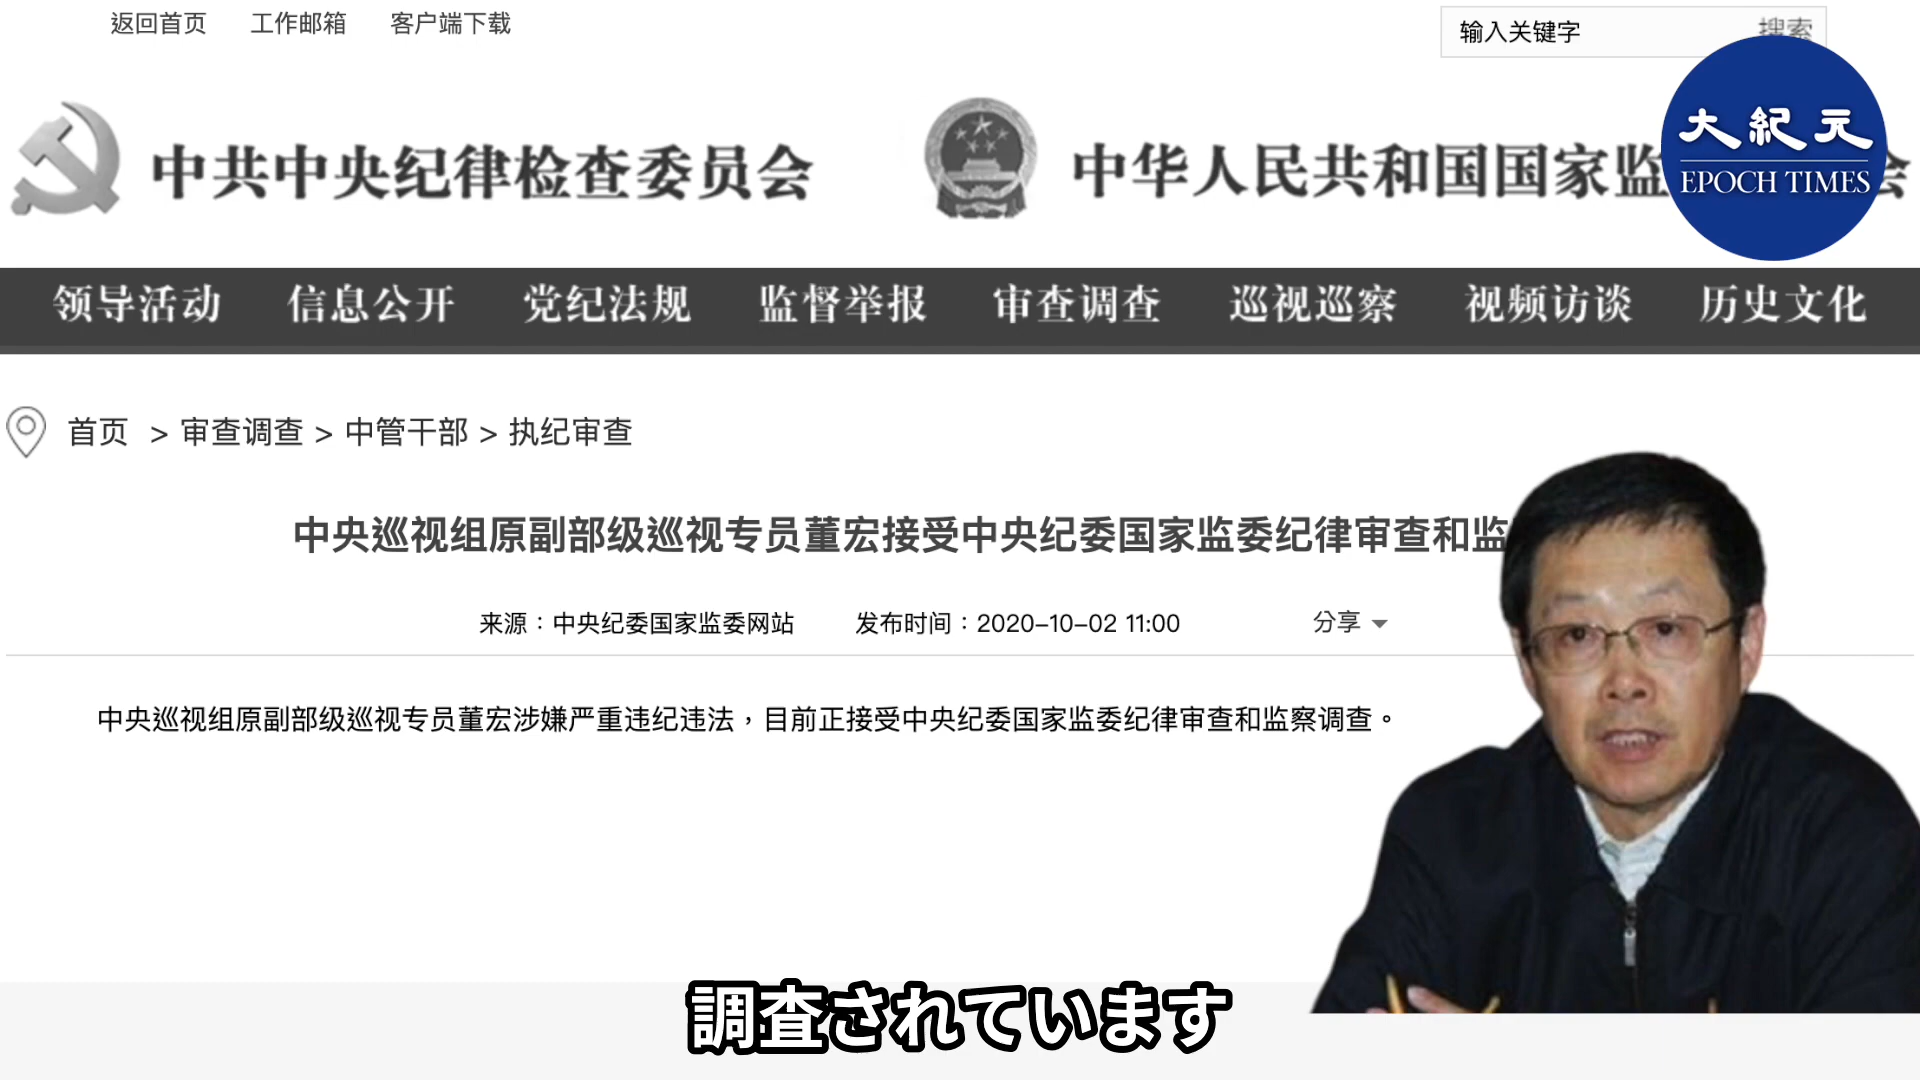 返回首页 工作邮箱 客户端下载
输入关键字 搜索
大紀元
EPOCH TIMES
中共中央纪律检查委员会 中华人民共和国国家监 会
领导活动 信息公开 党纪法规 监督举报 审查调查 巡视巡察 视频访谈 历史文化
首页 > 审查调查 > 中管干部 > 执纪审查
中央巡视组原副部级巡视专员董宏接受中央纪委国家监委纪律审查和监
来源：中央纪委国家监委网站 发布时间：2020-10-02 11:00 分享
中央巡视组原副部级巡视专员董宏涉嫌严重违纪违法，目前正接受中央纪委国家监委纪律审查和监察调查。
調査されています